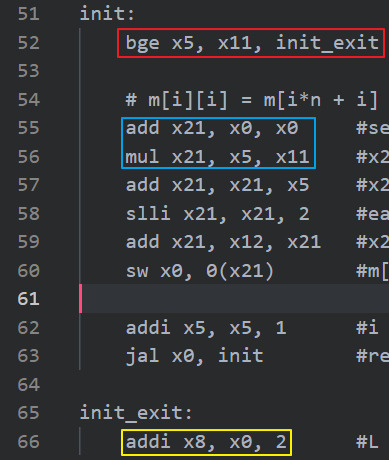 51 init:
52 bge x5, x11, init_exit
53
54 # m[i][i] = m[i*n + i]
55 add x21, x0, x0 #se
56 mul x21, x5, x11 #x2
57 add x21, x21, x5 #x2
58 slli x21, x21, 2 #ea
59 add x21, x12, x21 #x2
60 sw x0, 0(x21) #m[
61
62 addi x5, x5, 1 #i
63 jal x0, init #re
64
65 init_exit:
66 addi x8, x0, 2 #L